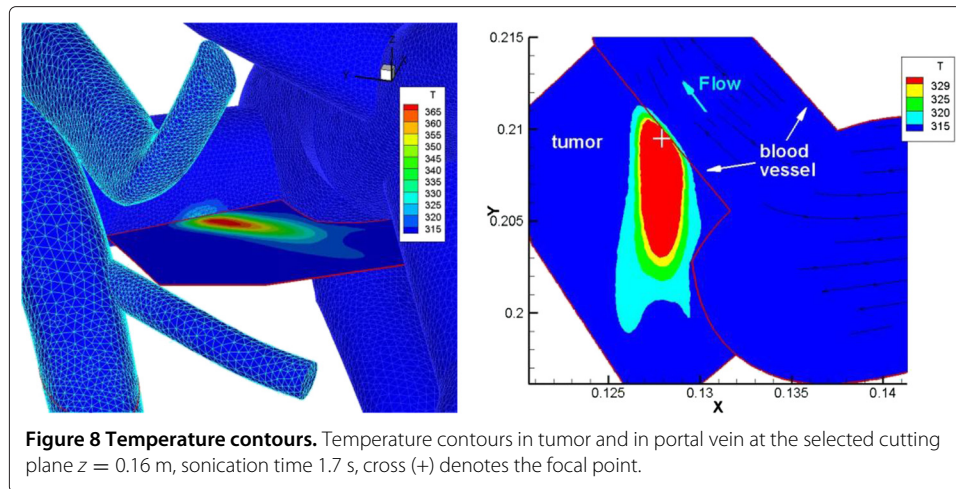 z
T
365
360
355
350
345
340
335
330
325
320
315
0.215
0.21
0.205
0.2
Y
0.125
0.13
0.135
0.14
X
T
329
325
320
315
Flow
tumor
blood
vessel
Figure 8 Temperature contours. Temperature contours in tumor and in portal vein at the selected cutting
plane z = 0.16 m, sonication time 1.7 s, cross (+) denotes the focal point.